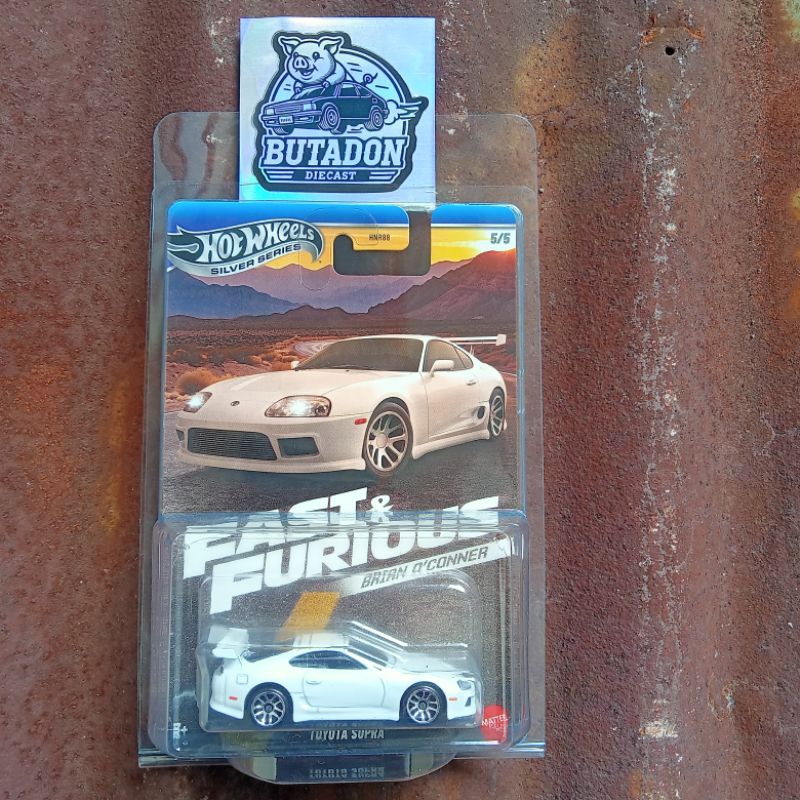 BUTADON
DIECAST
HOT WHEELS
SILVER SERIES
HNR88
5/5
FAST &
FURIOUS
BRIAN O'CONNER
MATTEL
TOYOTA SUPRA